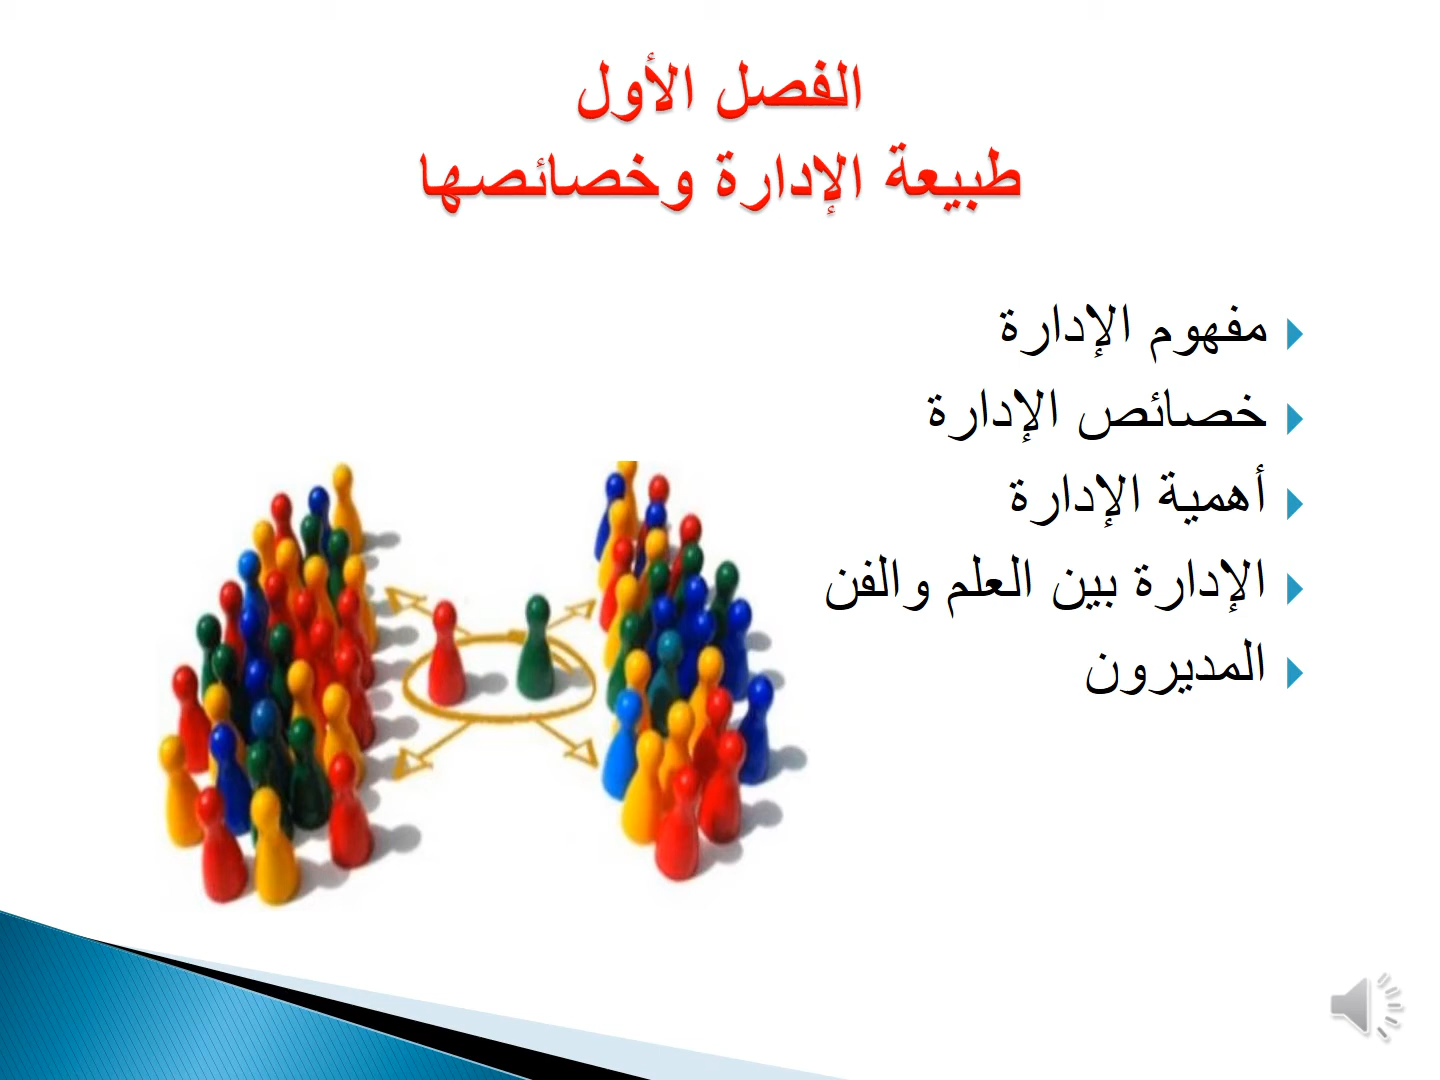 الفصل الأول
طبيعة الإدارة وخصائصها
مفهوم الإدارة
خصائص الإدارة
أهمية الإدارة
الإدارة بين العلم والفن
المديرون